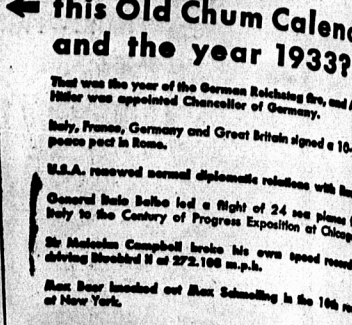 this Old Chum Calen
and the year 1933?
That was the year of the German Reichstag fire, and
Hitler was appointed Chancellor of Germany.
Italy, France, Germany and Great Britain signed a 10-
peace pact in Rome.
U.S.A. renewed normal diplomatic relations with
General Italo Balbo led a flight of 24 sea planes
Italy to the Century of Progress Exposition at Chicag
Sir Malcolm Campbell broke his own speed record
driving Bluebird II at 272.108 m.p.h.
Max Baer knocked out Max Schmeling in the 10th
at New York.